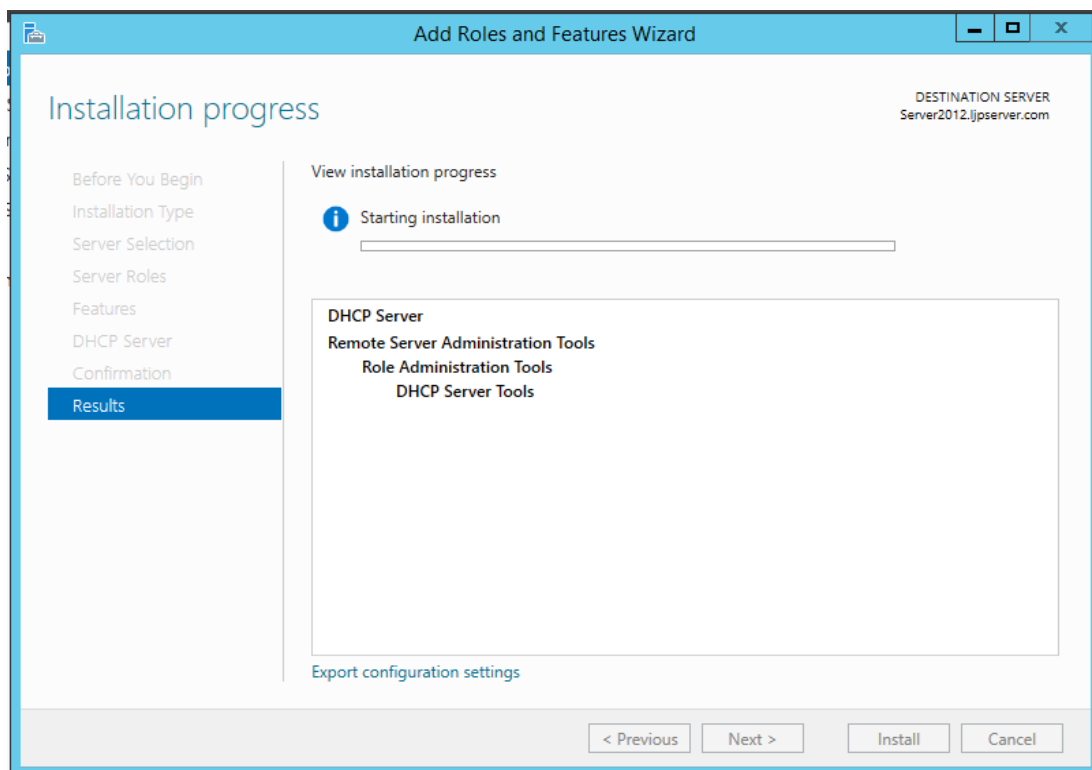 Add Roles and Features Wizard
Installation progress
DESTINATION SERVER
Server2012.ljpserver.com
Before You Begin
Installation Type
Server Selection
Server Roles
Features
DHCP Server
Confirmation
Results
View installation progress
Starting installation
DHCP Server
Remote Server Administration Tools
Role Administration Tools
DHCP Server Tools
Export configuration settings
< Previous
Next >
Install
Cancel